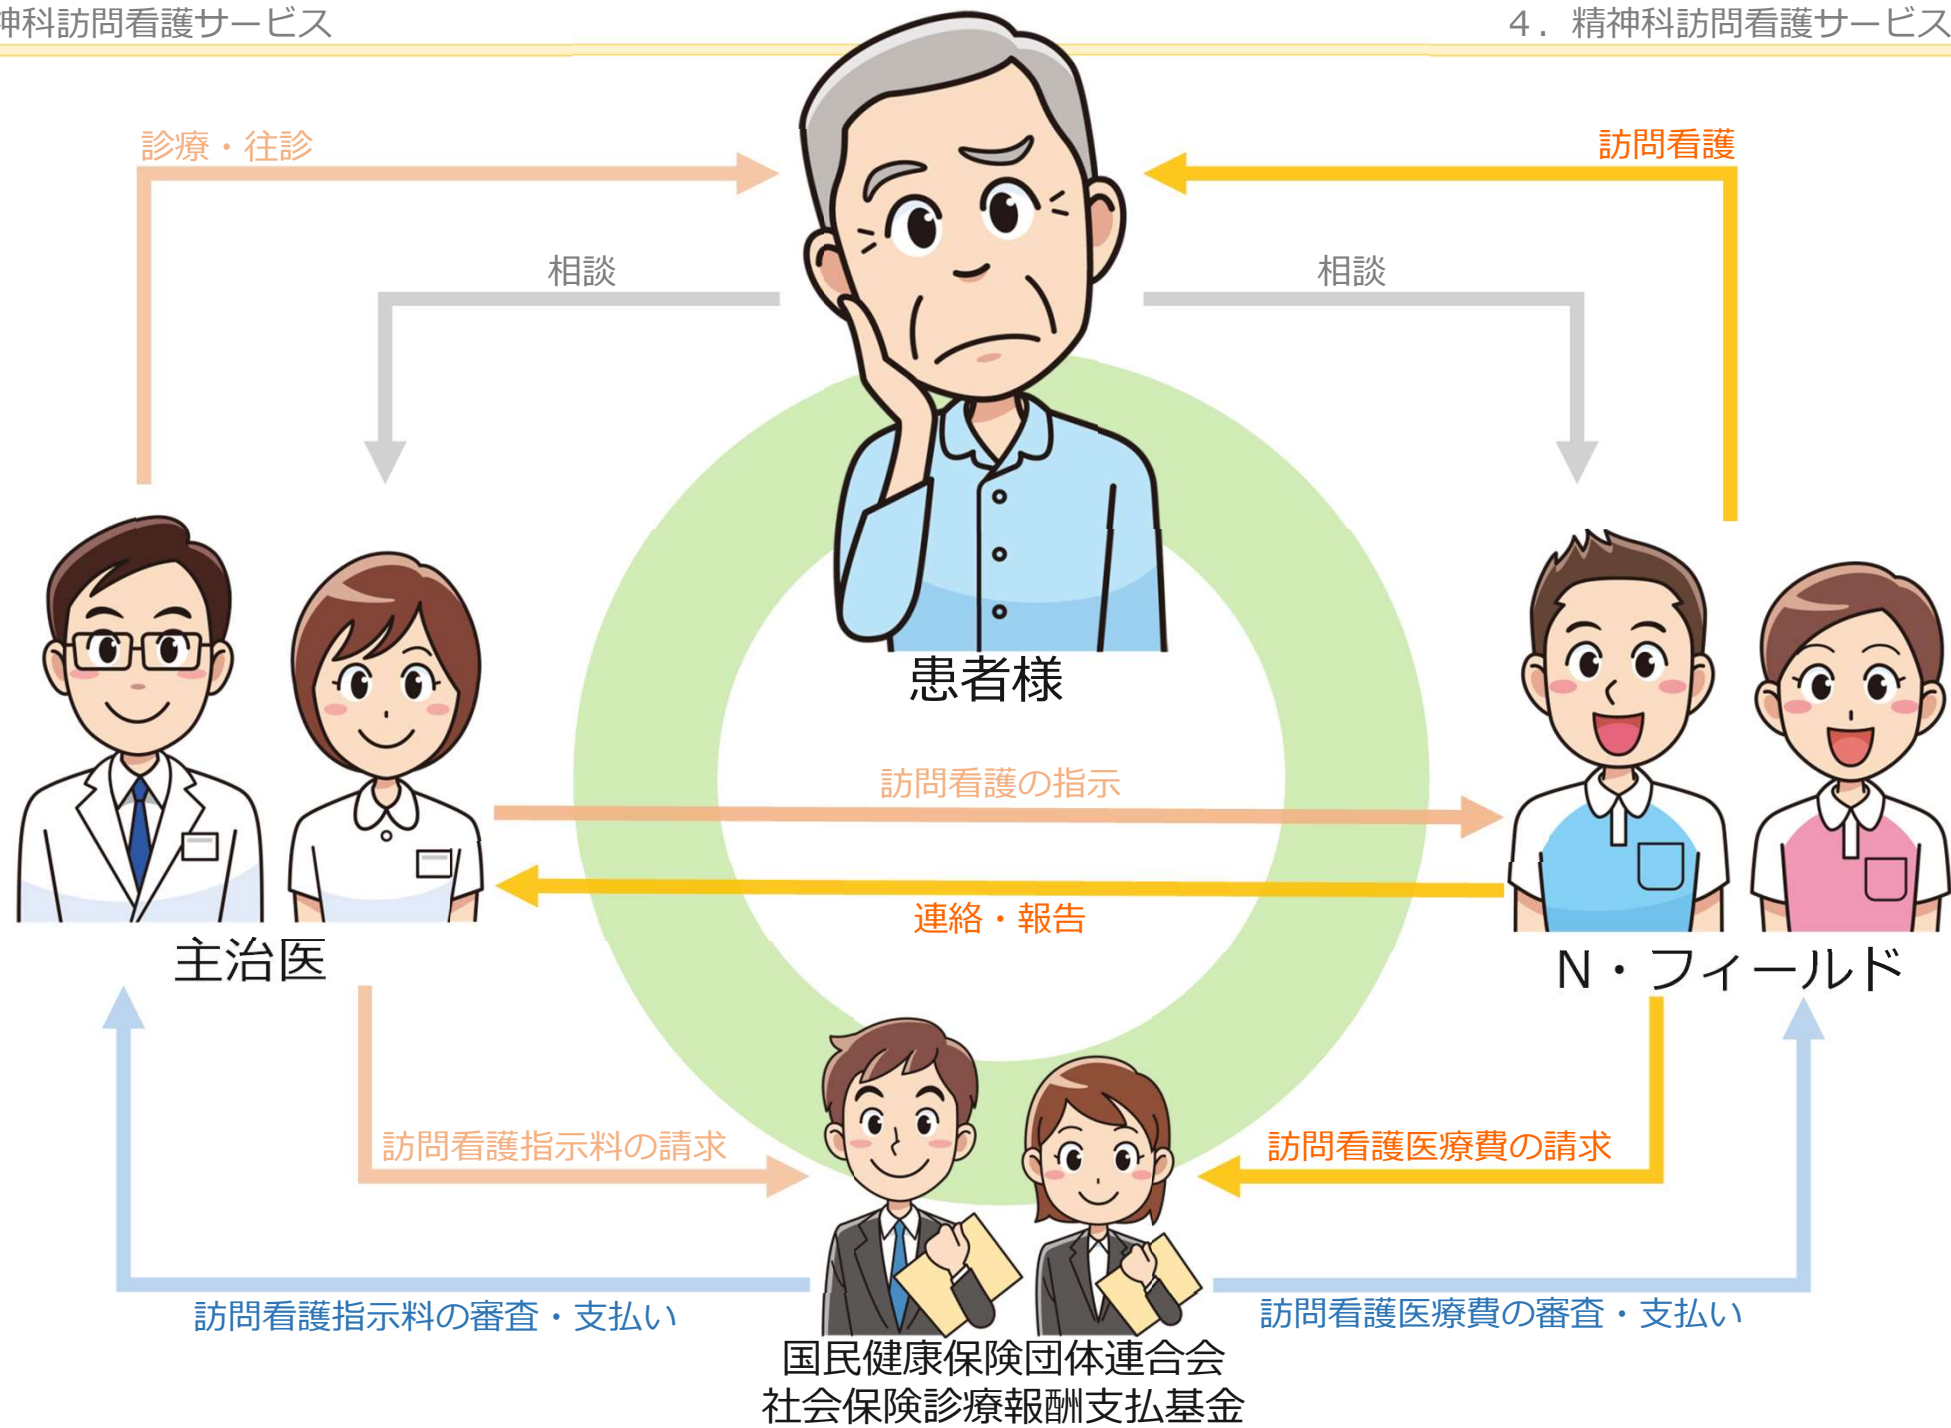 神科訪問看護サービス
４．精神科訪問看護サービス
診療・往診
訪問看護
相談
相談
患者様
訪問看護の指示
連絡・報告
主治医
N・フィールド
訪問看護指示料の請求
訪問看護医療費の請求
訪問看護指示料の審査・支払い
訪問看護医療費の審査・支払い
国民健康保険団体連合会
社会保険診療報酬支払基金